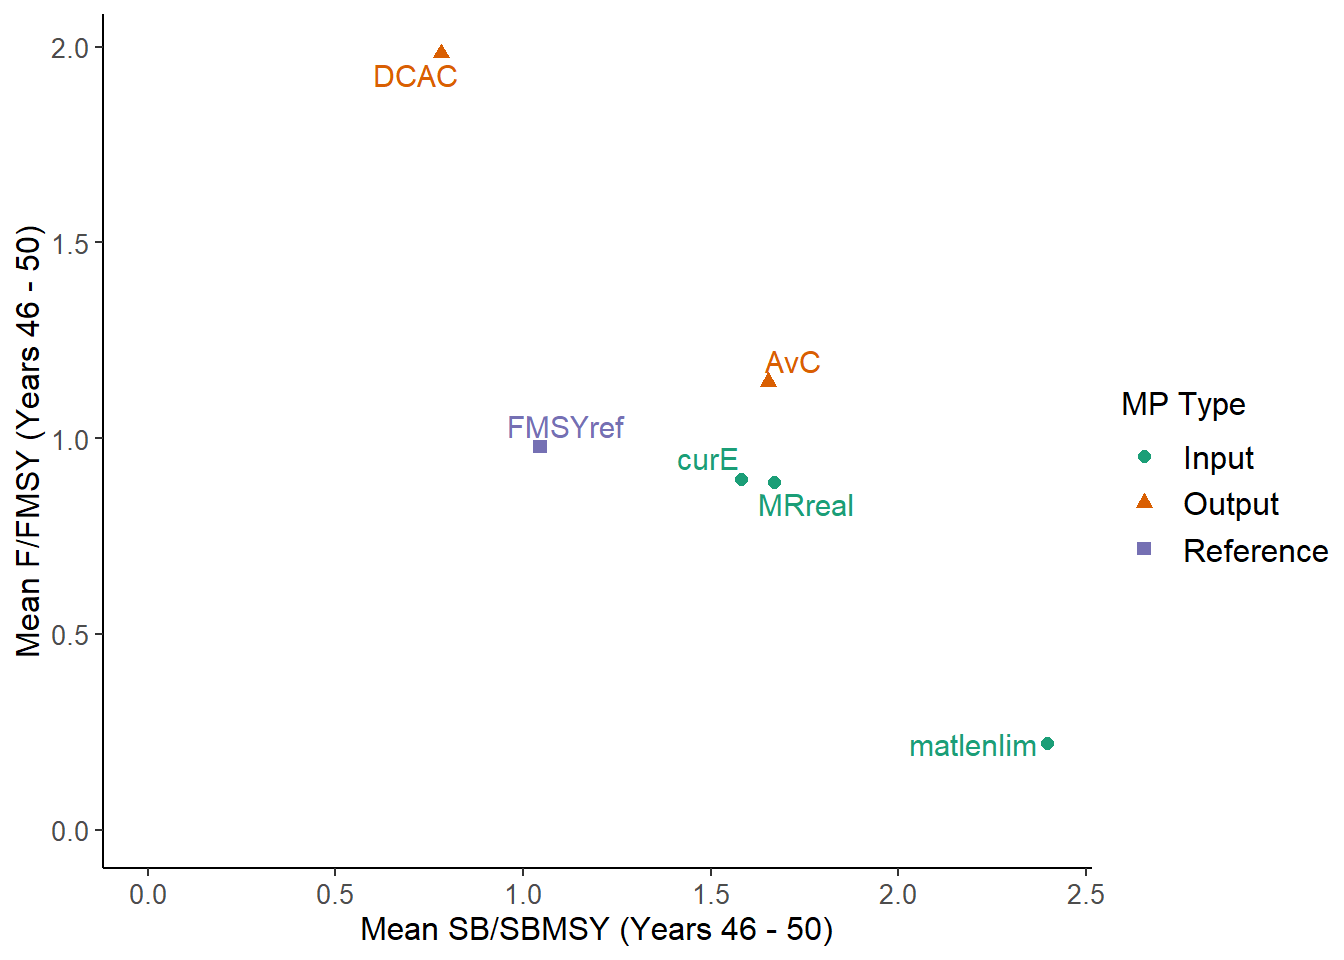 2.0
1.5
1.0
0.5
0.0
Mean F/FMSY (Years 46 - 50)
DCAC
AvC
FMSYref
curE
MRreal
matlenlim
0.0 0.5 1.0 1.5 2.0 2.5
Mean SB/SBMSY (Years 46 - 50)
MP Type
Input
Output
Reference